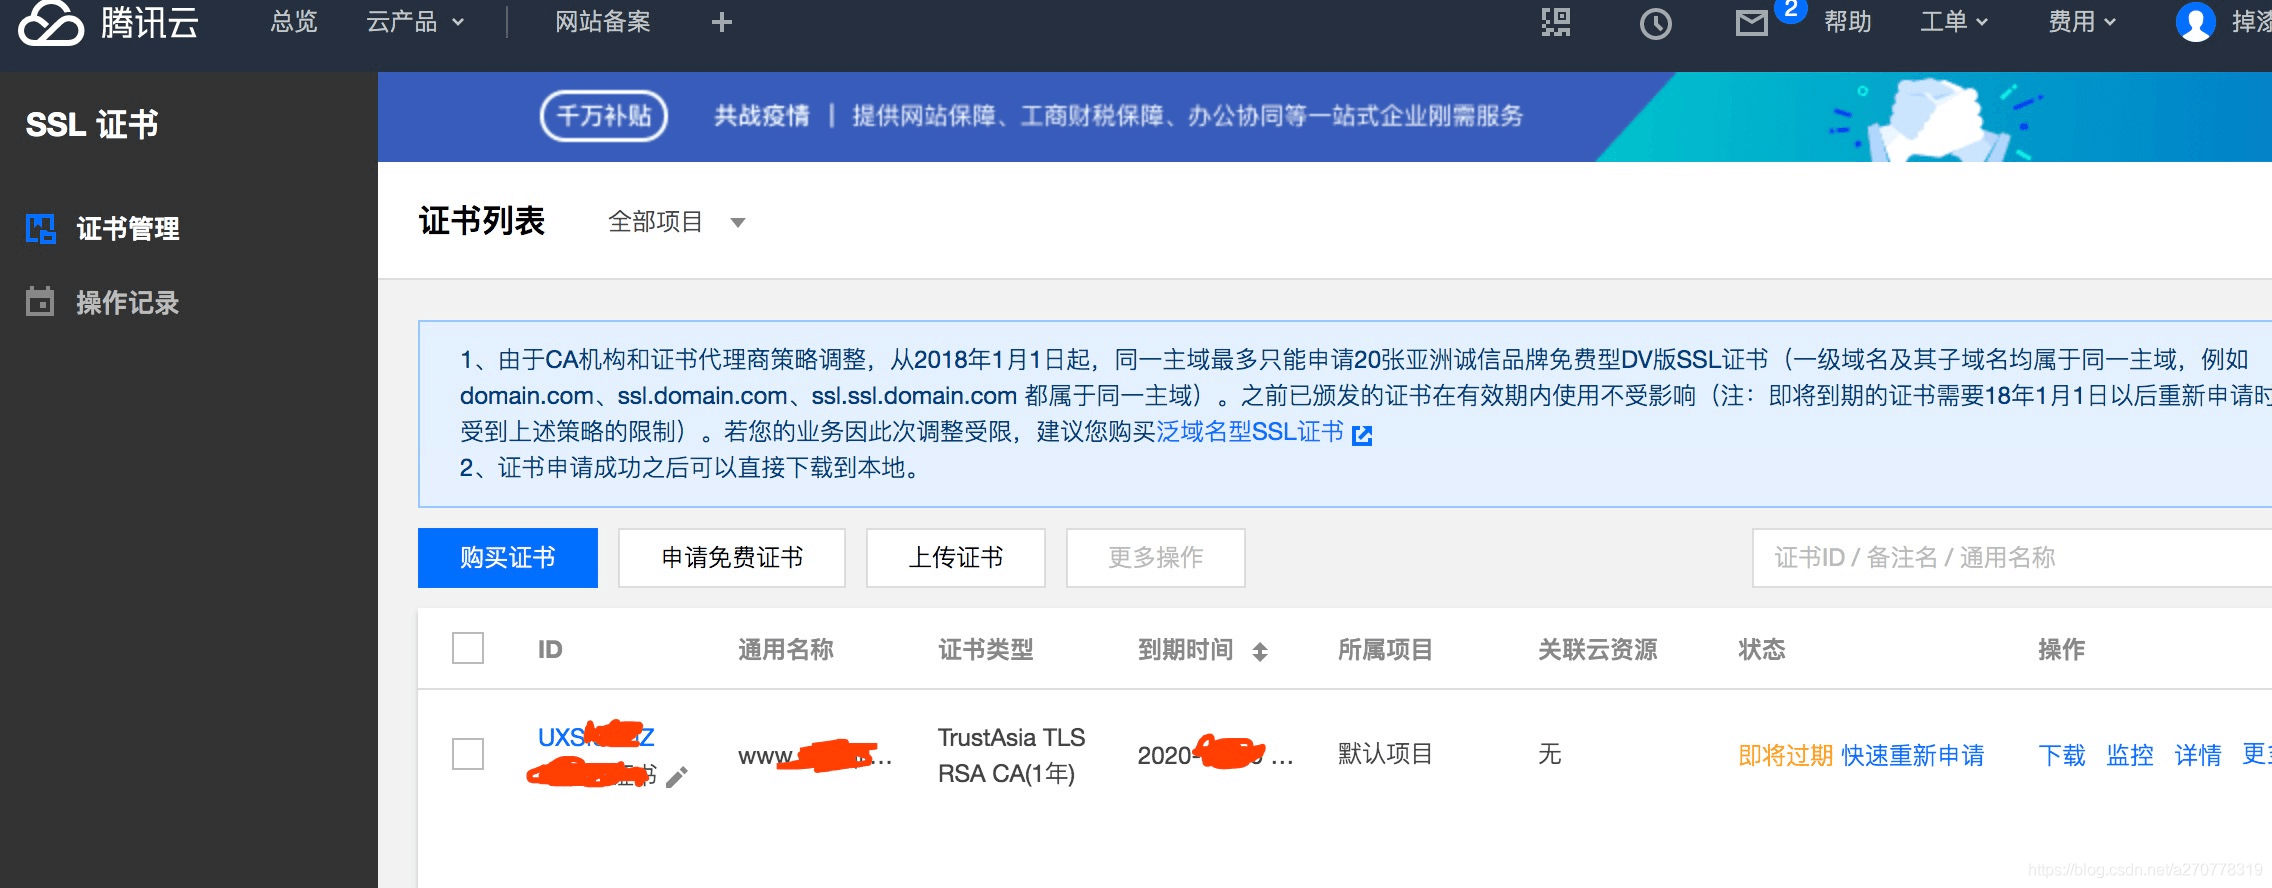 腾讯云 总览 云产品 网站备案 + 2 帮助 工单 费用
SSL 证书
证书管理
操作记录
千万补贴 共战疫情 | 提供网站保障、工商财税保障、办公协同等一站式企业刚需服务
证书列表 全部项目
1、由于CA机构和证书代理商策略调整，从2018年1月1日起，同一主域最多只能申请20张亚洲诚信品牌免费型DV版SSL证书（一级域名及其子域名均属于同一主域，例如
domain.com、ssl.domain.com、ssl.ssl.domain.com 都属于同一主域）。之前已颁发的证书在有效期内使用不受影响（注：即将到期的证书需要18年1月1日以后重新申请时
受到上述策略的限制）。若您的业务因此次调整受限，建议您购买泛域名型SSL证书
2、证书申请成功之后可以直接下载到本地。
购买证书 申请免费证书 上传证书 更多操作 证书ID / 备注名 / 通用名称
ID 通用名称 证书类型 到期时间 所属项目 关联云资源 状态 操作
UXS Z www. ... TrustAsia TLS
RSA CA(1年) 2020- ... 默认项目 无 即将过期 快速重新申请 下载 监控 详情
证书
https://blog.csdn.net/a270778319